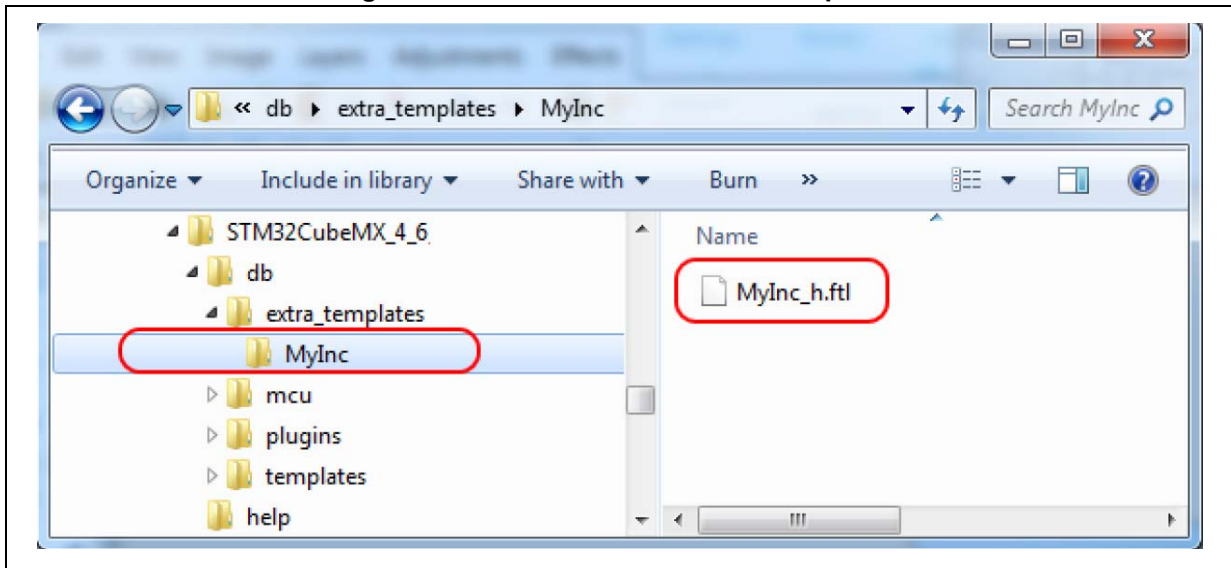 « db ▸ extra_templates ▸ MyInc Search MyInc
Organize ▾ Include in library ▾ Share with ▾ Burn »
STM32CubeMX_4_6
db
extra_templates
MyInc
mcu
plugins
templates
help
Name
MyInc_h.ftl